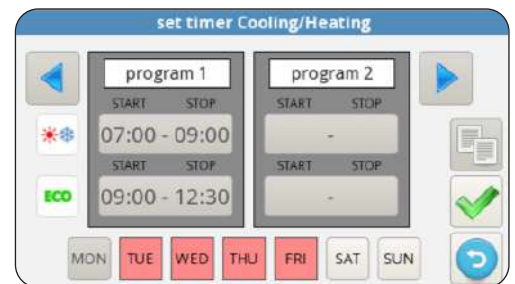 set timer Cooling/Heating
program 1 program 2
START STOP START STOP
07:00 - 09:00 -
START STOP START STOP
ECO 09:00 - 12:30 -
MON TUE WED THU FRI SAT SUN